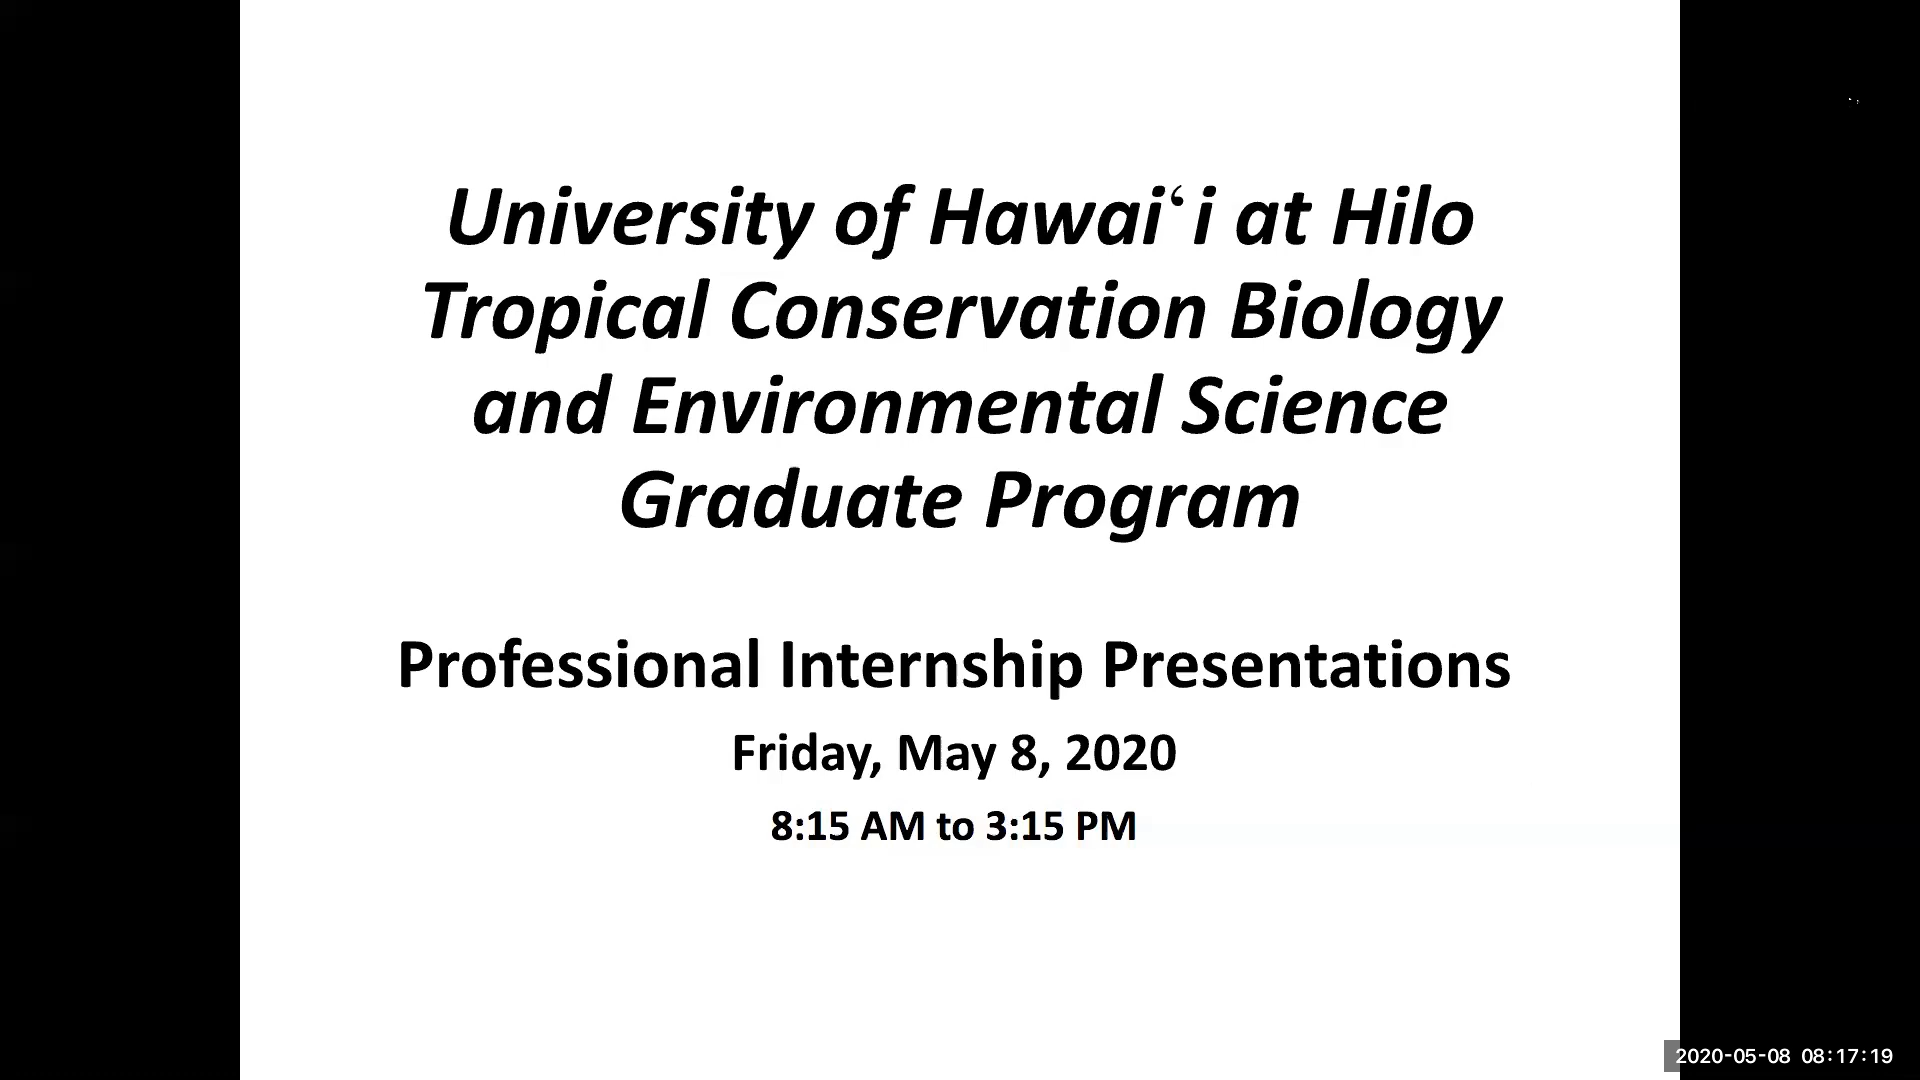 University of Hawaiʻi at Hilo
Tropical Conservation Biology
and Environmental Science
Graduate Program
Professional Internship Presentations
Friday, May 8, 2020
8:15 AM to 3:15 PM
2020-05-08 08:17:19